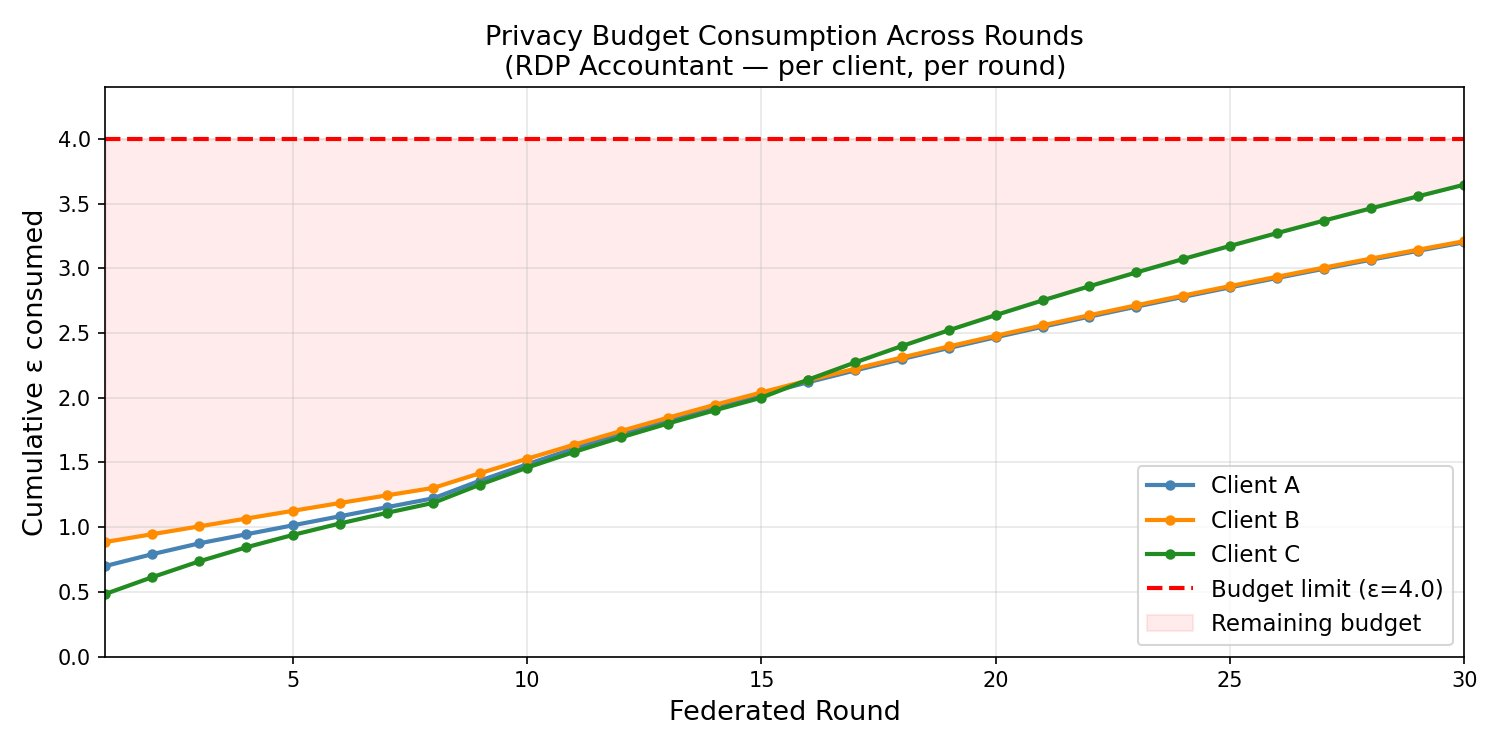 Privacy Budget Consumption Across Rounds
(RDP Accountant — per client, per round)
Cumulative ε consumed
4.0
3.5
3.0
2.5
2.0
1.5
1.0
0.5
0.0
Client A
Client B
Client C
Budget limit (ε=4.0)
Remaining budget
5
10
15
20
25
30
Federated Round